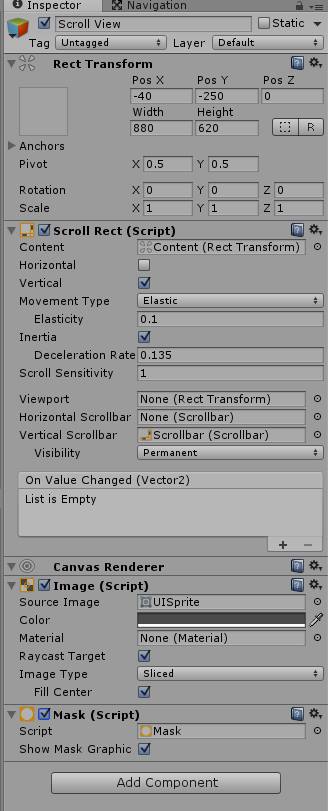 Inspector Navigation
Scroll View Static
Tag Untagged Layer Default
Rect Transform
Pos X Pos Y Pos Z
-40 -250 0
Width Height
880 620 R
Anchors
Pivot X 0.5 Y 0.5
Rotation X 0 Y 0 Z 0
Scale X 1 Y 1 Z 1
Scroll Rect (Script)
Content Content (Rect Transform)
Horizontal
Vertical
Movement Type Elastic
Elasticity 0.1
Inertia
Deceleration Rate 0.135
Scroll Sensitivity 1
Viewport None (Rect Transform)
Horizontal Scrollbar None (Scrollbar)
Vertical Scrollbar Scrollbar (Scrollbar)
Visibility Permanent
On Value Changed (Vector2)
List is Empty
+ -
Canvas Renderer
Image (Script)
Source Image UISprite
Color
Material None (Material)
Raycast Target
Image Type Sliced
Fill Center
Mask (Script)
Script Mask
Show Mask Graphic
Add Component